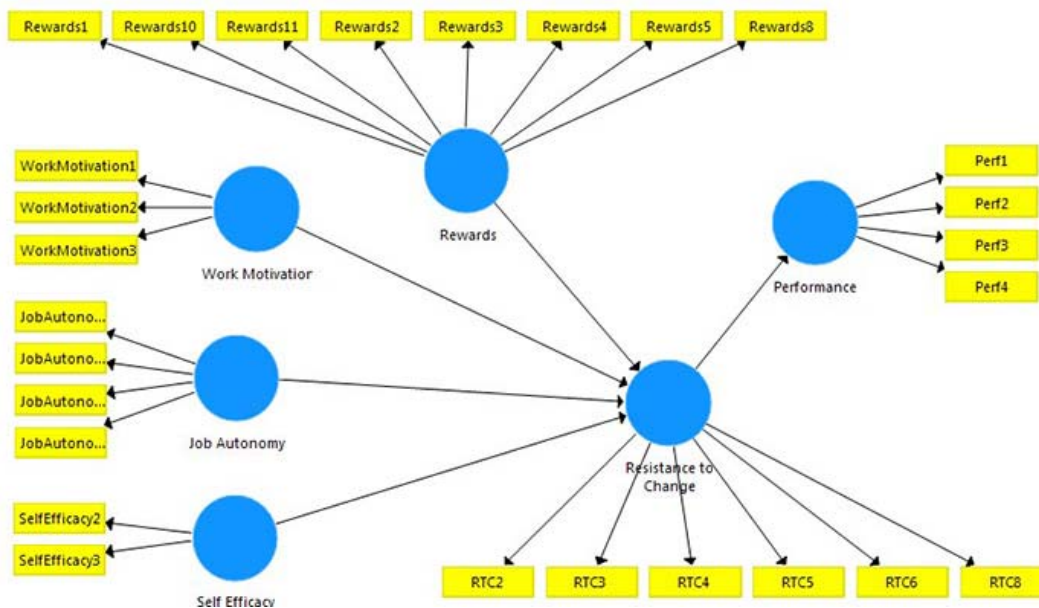 Rewards1
Rewards10
Rewards11
Rewards2
Rewards3
Rewards4
Rewards5
Rewards8
WorkMotivation1
WorkMotivation2
WorkMotivation3
Work Motivation
Rewards
Perf1
Perf2
Perf3
Perf4
Performance
JobAutono...
JobAutono...
JobAutono...
JobAutono...
Job Autonomy
Resistance to
Change
SelfEfficacy2
SelfEfficacy3
Self Efficacy
RTC2
RTC3
RTC4
RTC5
RTC6
RTC8